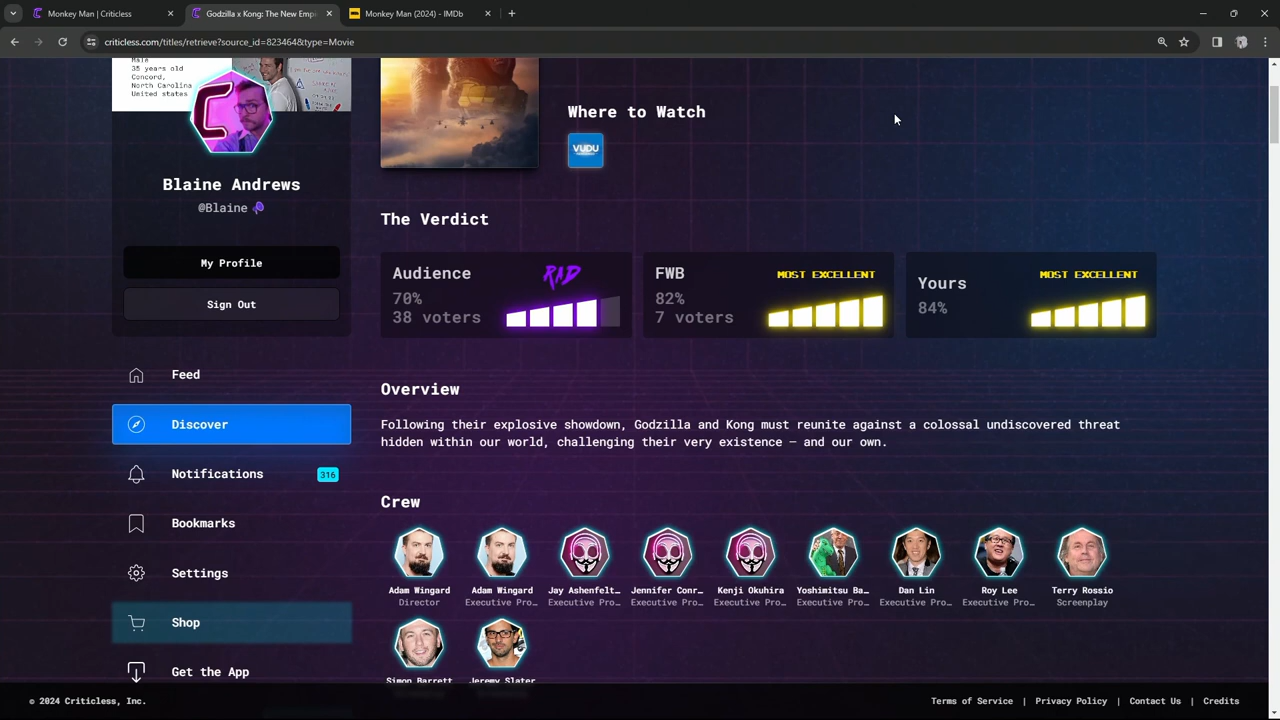 Monkey Man | Criticless
Godzilla x Kong: The New Emp
Monkey Man (2024) - IMDb
criticless.com/titles/retrieve?source_id=823464&type=Movie
Male
35 years old
Concord,
North Carolina
United states
Blaine Andrews
@Blaine
My Profile
Sign Out
Feed
Discover
Notifications
316
Bookmarks
Settings
Shop
Get the App
Where to Watch
VUDU
The Verdict
Audience
RAD
70%
38 voters
FWB
MOST EXCELLENT
82%
7 voters
Yours
MOST EXCELLENT
84%
Overview
Following their explosive showdown, Godzilla and Kong must reunite against a colossal undiscovered threat
hidden within our world, challenging their very existence – and our own.
Crew
Adam Wingard
Director
Adam Wingard
Executive Pro…
Jay Ashenfelt…
Executive Pro…
Jennifer Conr…
Executive Pro…
Kenji Okuhira
Executive Pro…
Yoshimitsu Ba…
Executive Pro…
Dan Lin
Executive Pro…
Roy Lee
Executive Pro…
Terry Rossio
Screenplay
Simon Barrett
Jeremy Slater
© 2024 Criticless, Inc.
Terms of Service | Privacy Policy | Contact Us | Credits